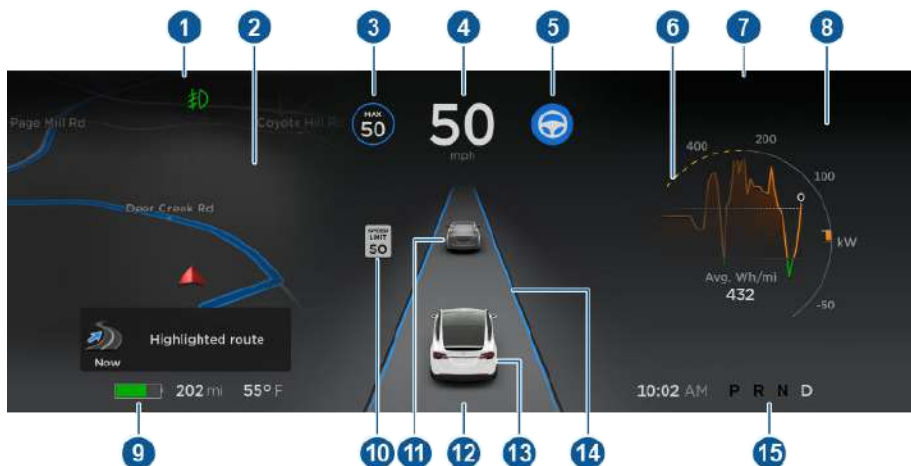 1 2 3 4 5 6 7 8
Page Mill Rd
Coyote Hill Rd
MAX
50
50
mph
400
200
100
0
kW
-50
Deer Creek Rd
SPEED
LIMIT
50
Avg. Wh/mi
432
Highlighted route
Now
202 mi 55° F
10:02 AM P R N D
9 10 11 12 13 14 15